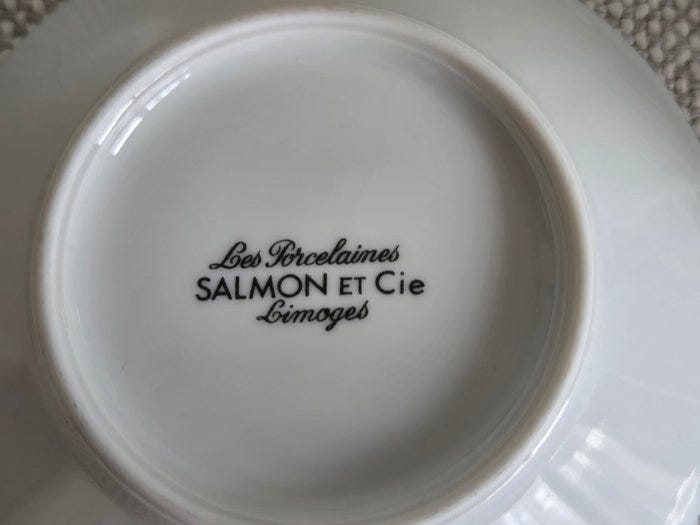 Les Porcelaines
SALMON ET Cie
Limoges